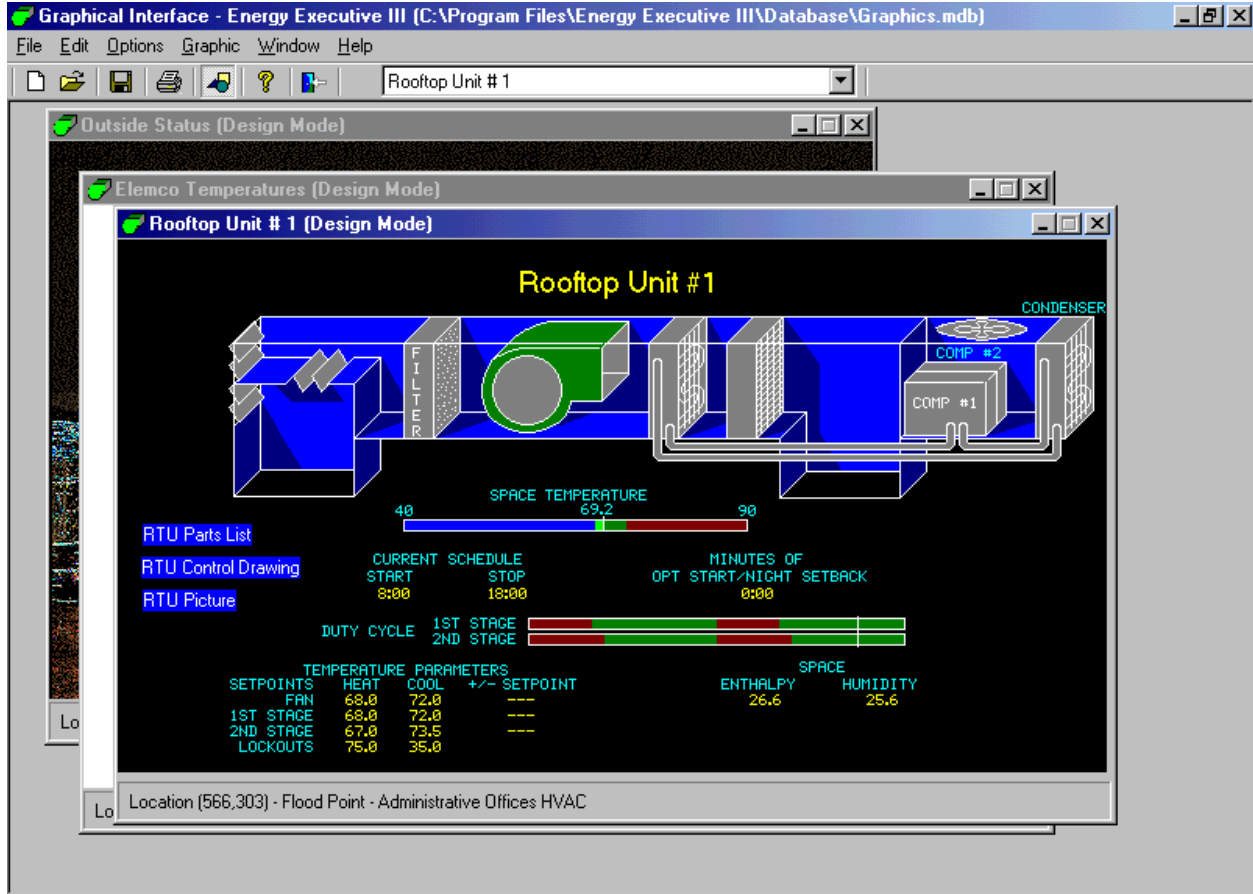 Graphical Interface - Energy Executive III (C:\Program Files\Energy Executive III\Database\Graphics.mdb)
File Edit Options Graphic Window Help
Rooftop Unit # 1
Outside Status (Design Mode)
Elemco Temperatures (Design Mode)
Rooftop Unit # 1 (Design Mode)
Rooftop Unit #1
CONDENSER
COMP #2
FILTER
COMP #1
SPACE TEMPERATURE
40 69.2 90
RTU Parts List
RTU Control Drawing
RTU Picture
CURRENT SCHEDULE
START STOP
8:00 18:00
MINUTES OF
OPT START/NIGHT SETBACK
0:00
DUTY CYCLE
1ST STAGE
2ND STAGE
TEMPERATURE PARAMETERS
SETPOINTS HEAT COOL +/- SETPOINT
FAN 68.0 72.0 ---
1ST STAGE 68.0 72.0 ---
2ND STAGE 67.0 73.5 ---
LOCKOUTS 75.0 35.0
SPACE
ENTHALPY HUMIDITY
26.6 25.6
Lo
Lo
Location (566,303) - Flood Point - Administrative Offices HVAC